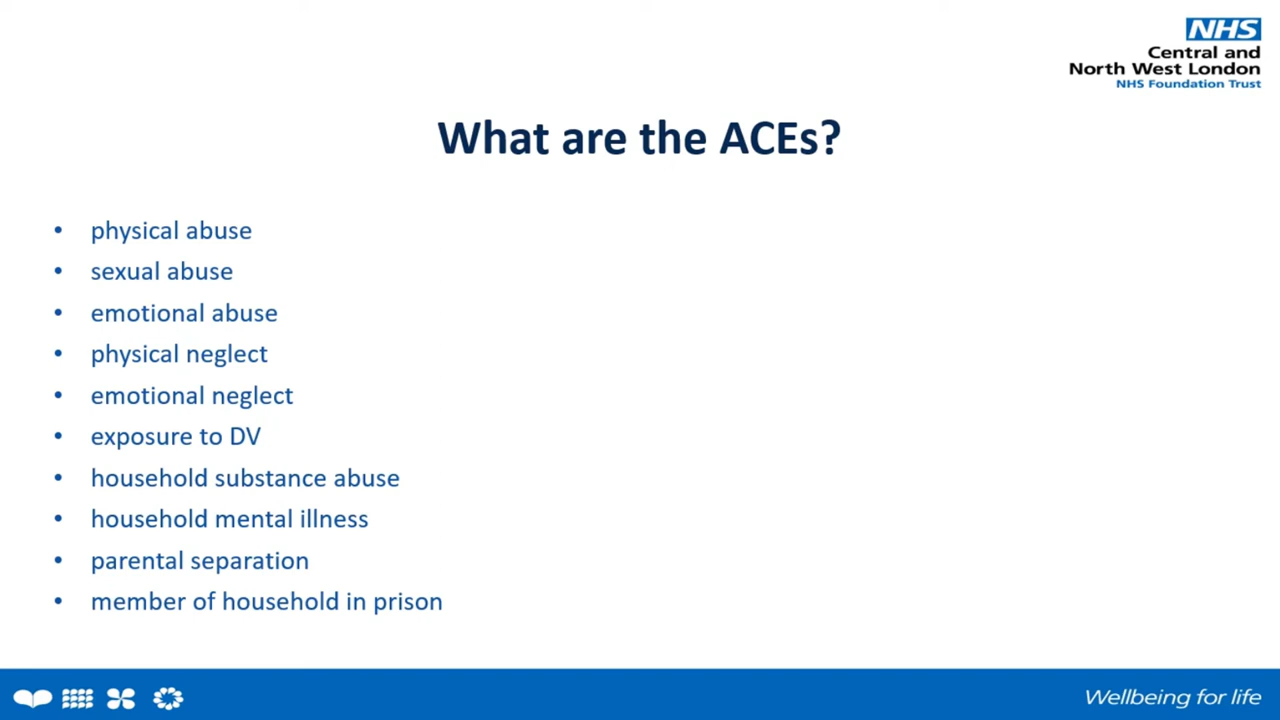 NHS
Central and
North West London
NHS Foundation Trust
What are the ACEs?
• physical abuse
• sexual abuse
• emotional abuse
• physical neglect
• emotional neglect
• exposure to DV
• household substance abuse
• household mental illness
• parental separation
• member of household in prison
Wellbeing for life